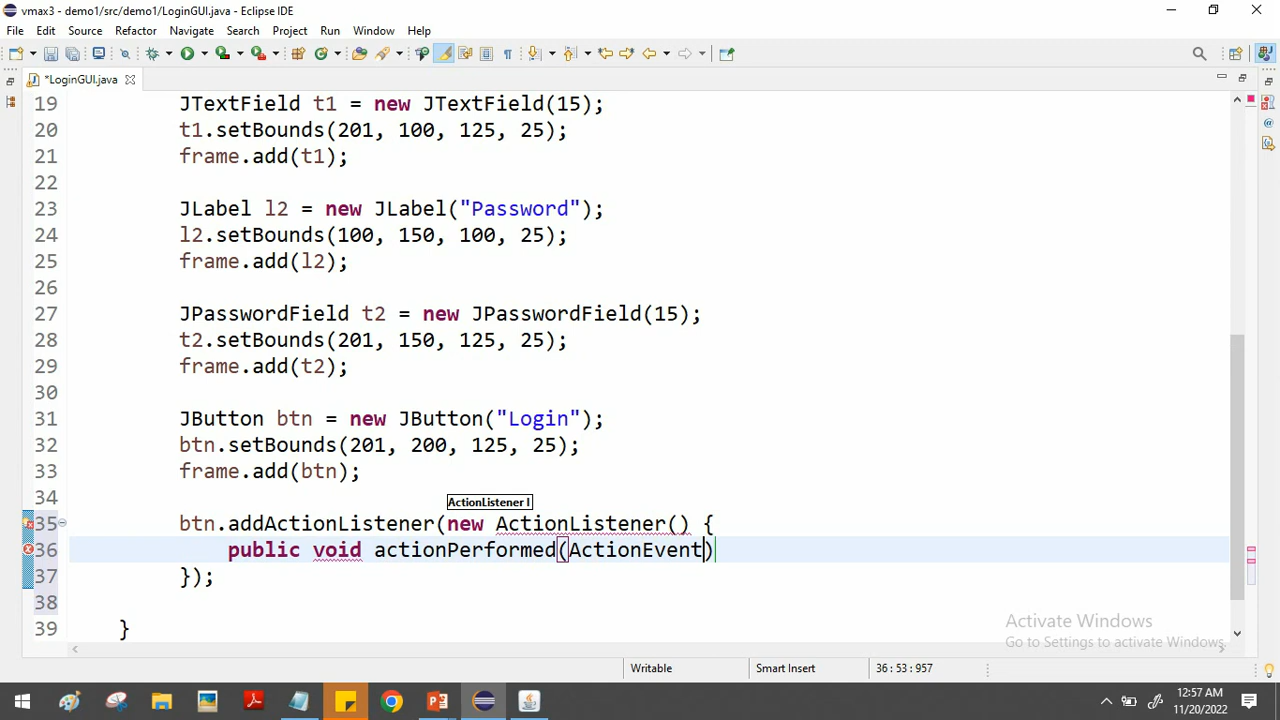 vmax3 - demo1/src/demo1/LoginGUI.java - Eclipse IDE
File Edit Source Refactor Navigate Search Project Run Window Help
*LoginGUI.java
19 JTextField t1 = new JTextField(15);
20 t1.setBounds(201, 100, 125, 25);
21 frame.add(t1);
22
23 JLabel l2 = new JLabel("Password");
24 l2.setBounds(100, 150, 100, 25);
25 frame.add(l2);
26
27 JPasswordField t2 = new JPasswordField(15);
28 t2.setBounds(201, 150, 125, 25);
29 frame.add(t2);
30
31 JButton btn = new JButton("Login");
32 btn.setBounds(201, 200, 125, 25);
33 frame.add(btn);
34
ActionListener l
35 btn.addActionListener(new ActionListener() {
36 public void actionPerformed(ActionEvent)
37 });
38
39 }
Activate Windows
Go to Settings to activate Windows.
Writable Smart Insert 36 : 53 : 957
12:57 AM
11/20/2022